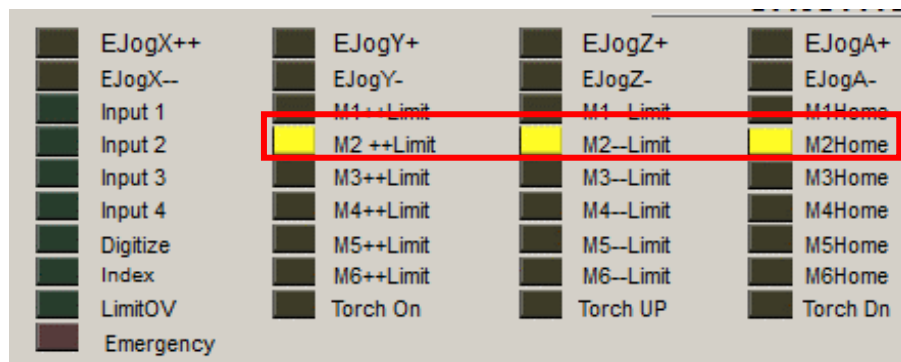 EJogX++ EJogY+ EJogZ+ EJogA+
EJogX-- EJogY- EJogZ- EJogA-
Input 1 M1++Limit M1--Limit M1Home
Input 2 M2 ++Limit M2--Limit M2Home
Input 3 M3++Limit M3--Limit M3Home
Input 4 M4++Limit M4--Limit M4Home
Digitize M5++Limit M5--Limit M5Home
Index M6++Limit M6--Limit M6Home
LimitOV Torch On Torch UP Torch Dn
Emergency